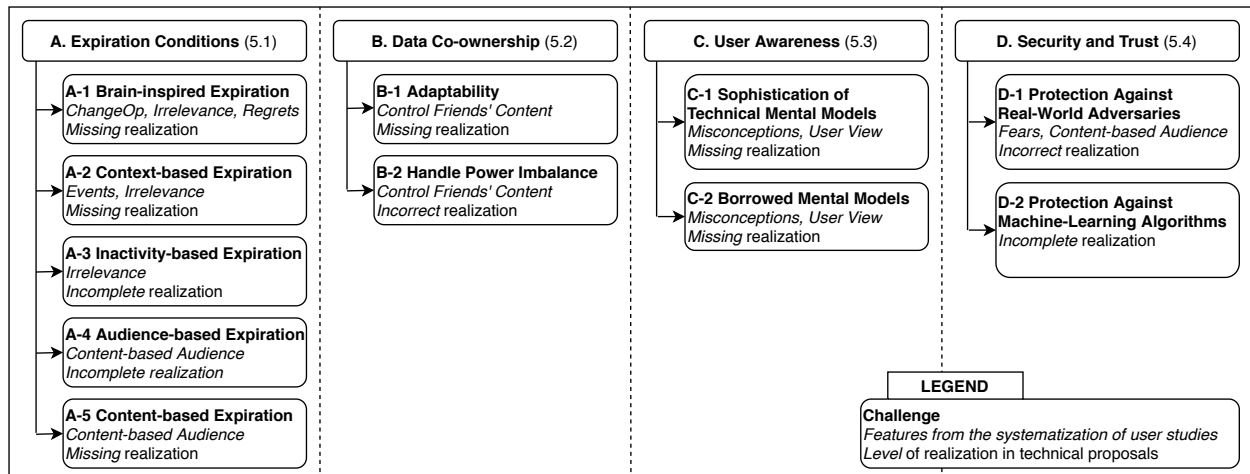 A. Expiration Conditions (5.1)
A-1 Brain-inspired Expiration
ChangeOp, Irrelevance, Regrets
Missing realization
A-2 Context-based Expiration
Events, Irrelevance
Missing realization
A-3 Inactivity-based Expiration
Irrelevance
Incomplete realization
A-4 Audience-based Expiration
Content-based Audience
Incomplete realization
A-5 Content-based Expiration
Content-based Audience
Missing realization
B. Data Co-ownership (5.2)
B-1 Adaptability
Control Friends' Content
Missing realization
B-2 Handle Power Imbalance
Control Friends' Content
Incorrect realization
C. User Awareness (5.3)
C-1 Sophistication of
Technical Mental Models
Misconceptions, User View
Missing realization
C-2 Borrowed Mental Models
Misconceptions, User View
Missing realization
D. Security and Trust (5.4)
D-1 Protection Against
Real-World Adversaries
Fears, Content-based Audience
Incorrect realization
D-2 Protection Against
Machine-Learning Algorithms
Incomplete realization
LEGEND
Challenge
Features from the systematization of user studies
Level of realization in technical proposals